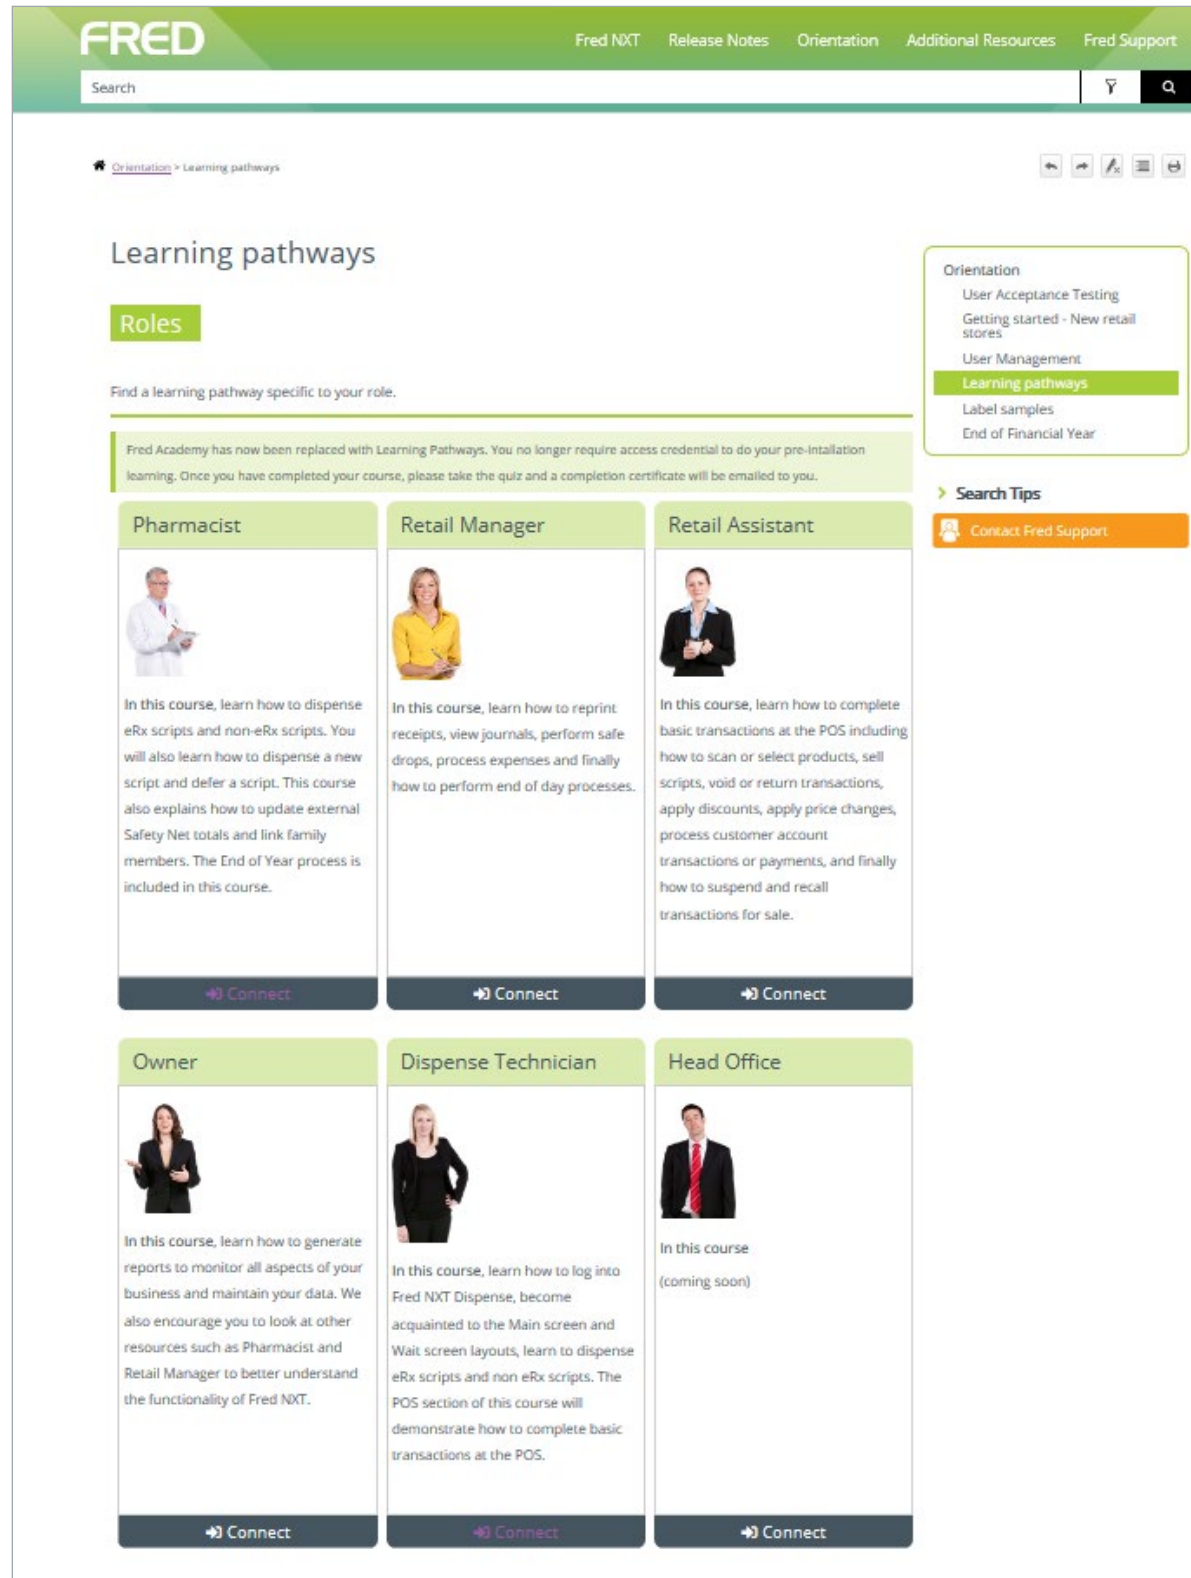 FRED
Fred NXT Release Notes Orientation Additional Resources Fred Support
Search
Orientation > Learning pathways
Learning pathways
Roles
Find a learning pathway specific to your role.
Fred Academy has now been replaced with Learning Pathways. You no longer require access credential to do your pre-intallation
learning. Once you have completed your course, please take the quiz and a completion certificate will be emailed to you.
Pharmacist
In this course, learn how to dispense
eRx scripts and non-eRx scripts. You
will also learn how to dispense a new
script and defer a script. This course
also explains how to update external
Safety Net totals and link family
members. The End of Year process is
included in this course.
Connect
Retail Manager
In this course, learn how to reprint
receipts, view journals, perform safe
drops, process expenses and finally
how to perform end of day processes.
Connect
Retail Assistant
In this course, learn how to complete
basic transactions at the POS including
how to scan or select products, sell
scripts, void or return transactions,
apply discounts, apply price changes,
process customer account
transactions or payments, and finally
how to suspend and recall
transactions for sale.
Connect
Owner
In this course, learn how to generate
reports to monitor all aspects of your
business and maintain your data. We
also encourage you to look at other
resources such as Pharmacist and
Retail Manager to better understand
the functionality of Fred NXT.
Connect
Dispense Technician
In this course, learn how to log into
Fred NXT Dispense, become
acquainted to the Main screen and
Wait screen layouts, learn to dispense
eRx scripts and non eRx scripts. The
POS section of this course will
demonstrate how to complete basic
transactions at the POS.
Connect
Head Office
In this course
(coming soon)
Connect
Orientation
User Acceptance Testing
Getting started - New retail
stores
User Management
Learning pathways
Label samples
End of Financial Year
Search Tips
Contact Fred Support